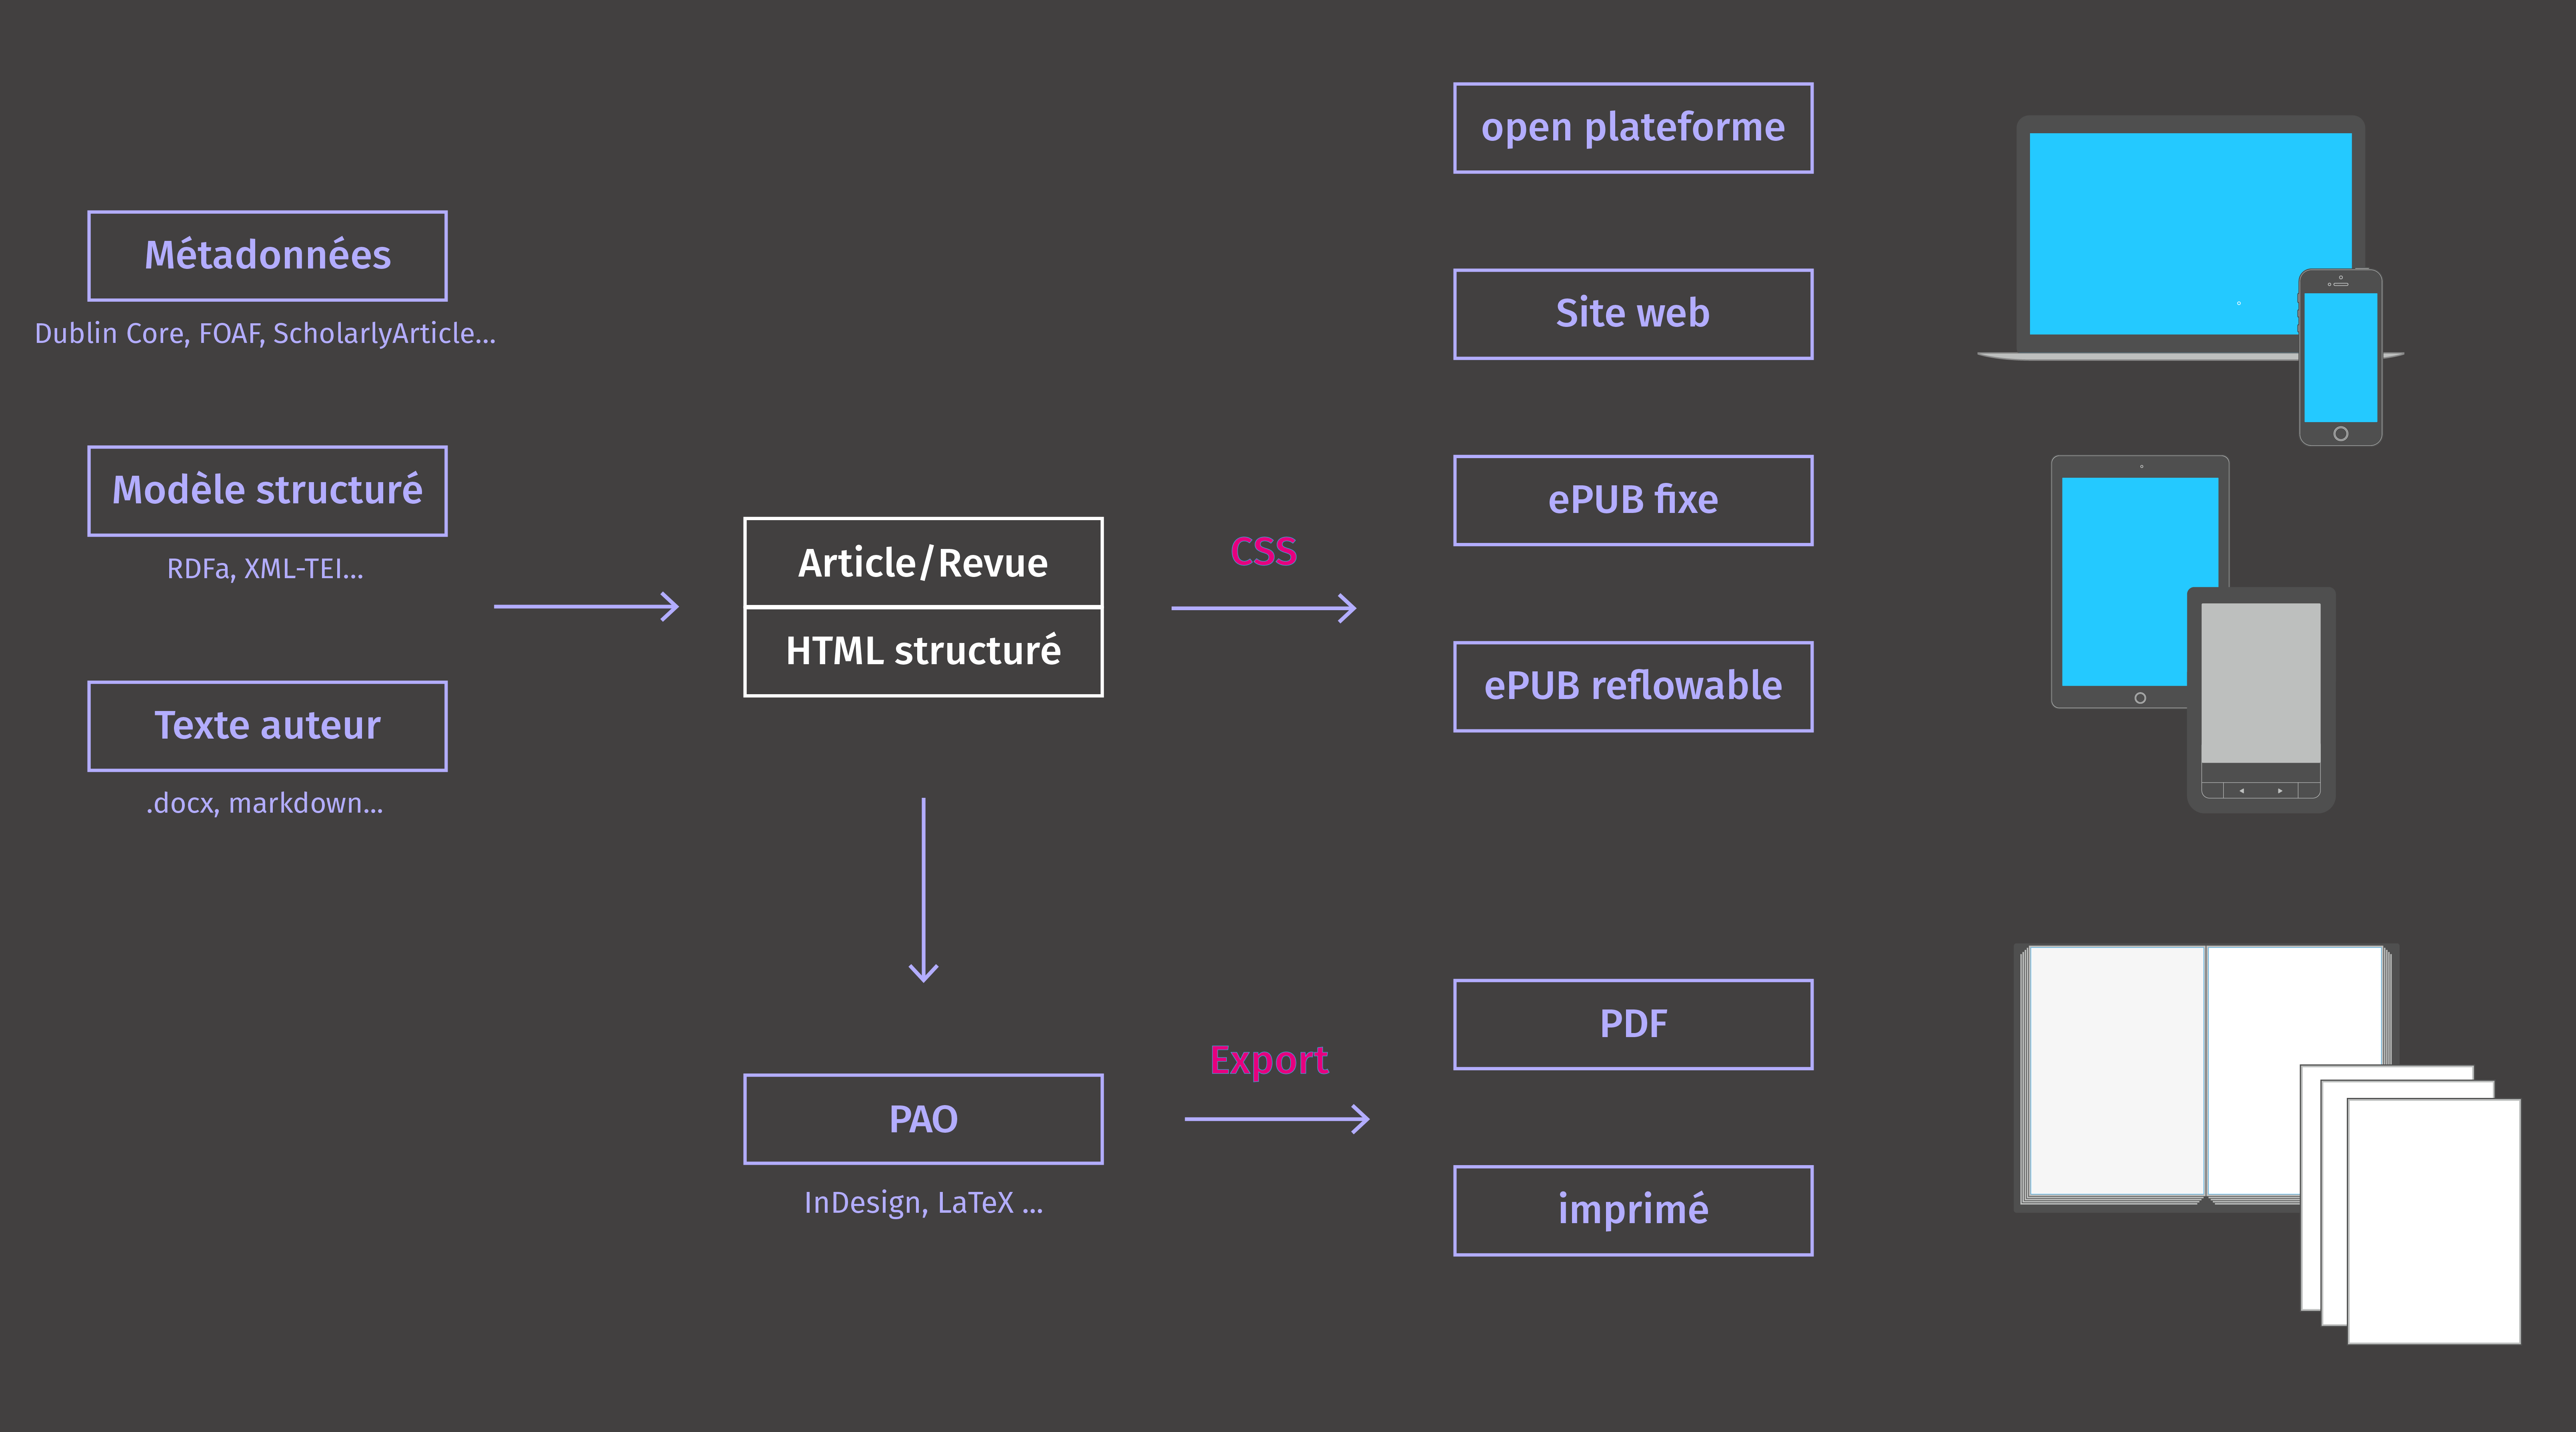 Métadonnées
Dublin Core, FOAF, ScholarlyArticle...
Modèle structuré
RDFa, XML-TEI...
Texte auteur
.docx, markdown...
Article/Revue
HTML structuré
CSS
open plateforme
Site web
ePUB fixe
ePUB reflowable
PAO
InDesign, LaTeX ...
Export
PDF
imprimé